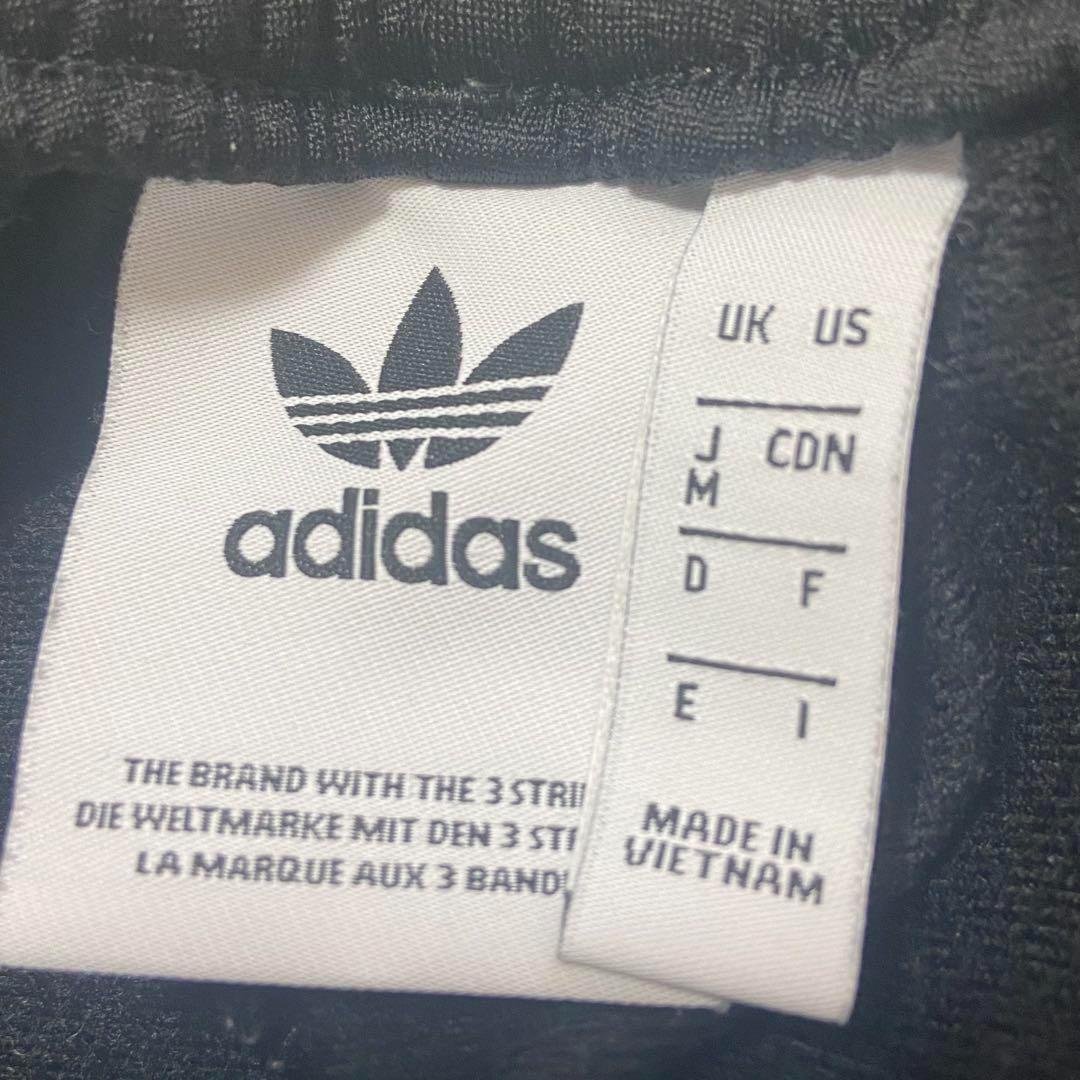 adidas
THE BRAND WITH THE 3 STRI
DIE WELTMARKE MIT DEN 3 ST
LA MARQUE AUX 3 BAND
UK US
J CDN
M
D F
E I
MADE IN
VIETNAM